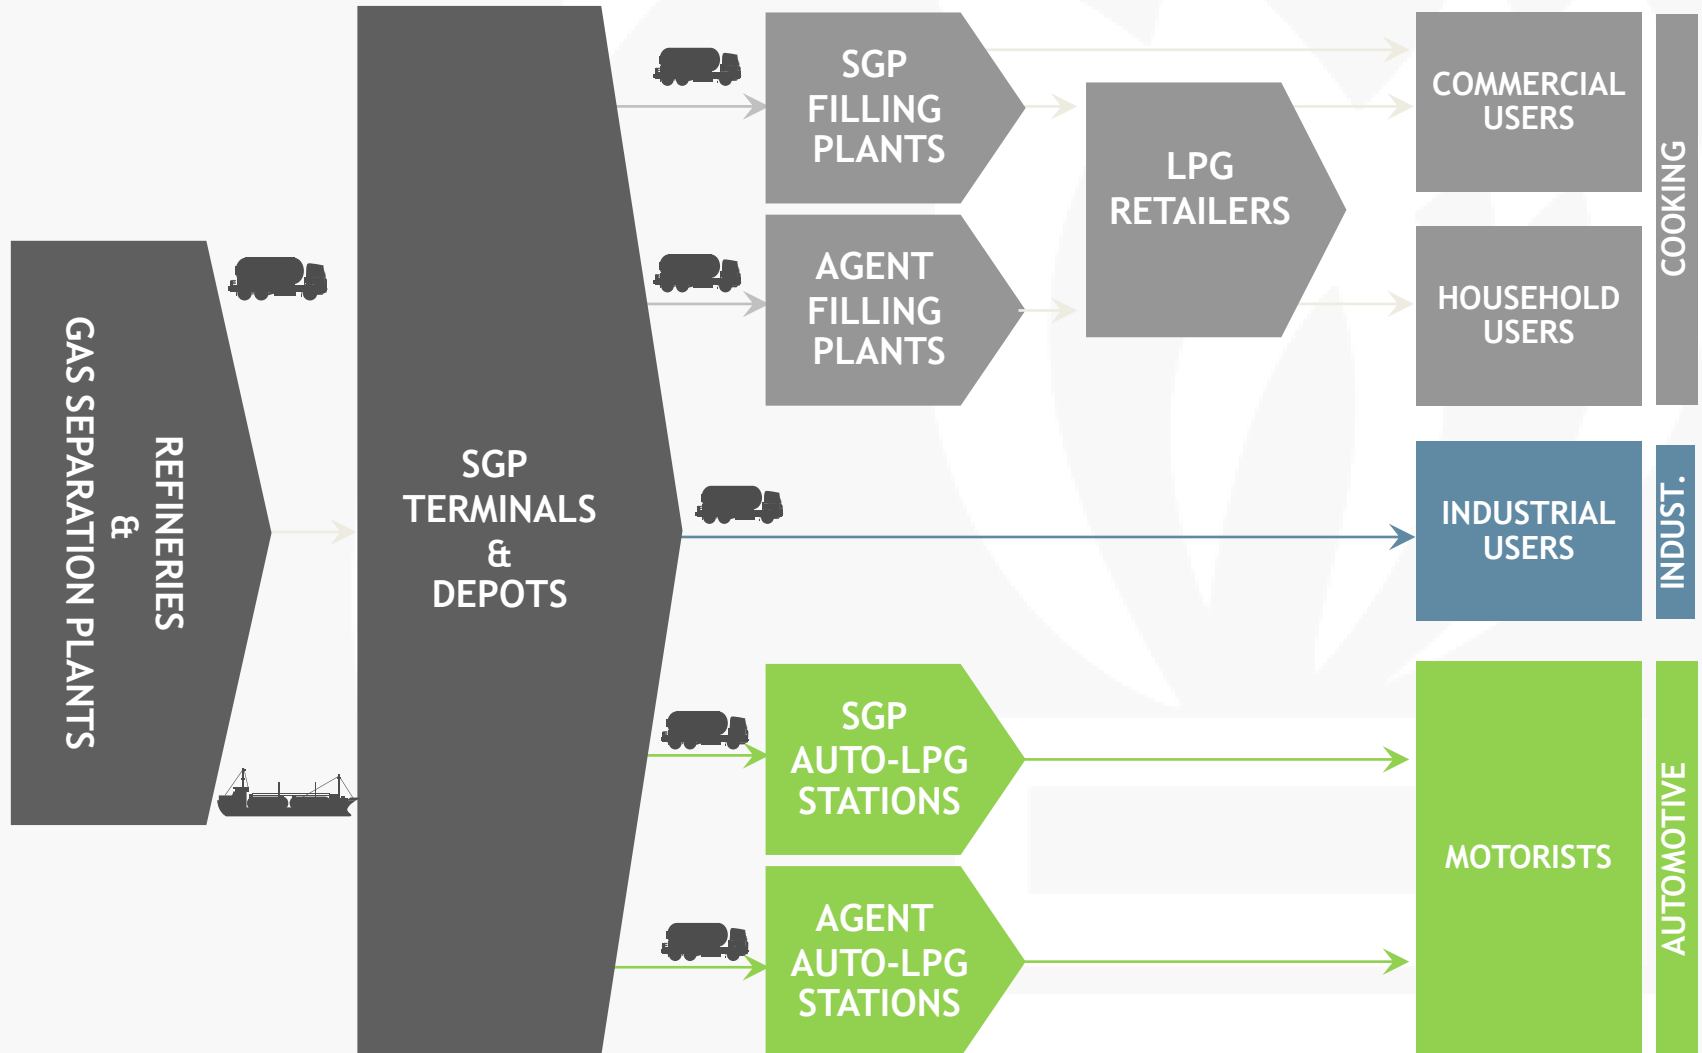 GAS SEPARATION PLANTS
&
REFINERIES
SGP
TERMINALS
&
DEPOTS
SGP
FILLING
PLANTS
AGENT
FILLING
PLANTS
LPG
RETAILERS
COMMERCIAL
USERS
HOUSEHOLD
USERS
COOKING
INDUSTRIAL
USERS
INDUST.
SGP
AUTO-LPG
STATIONS
AGENT
AUTO-LPG
STATIONS
MOTORISTS
AUTOMOTIVE